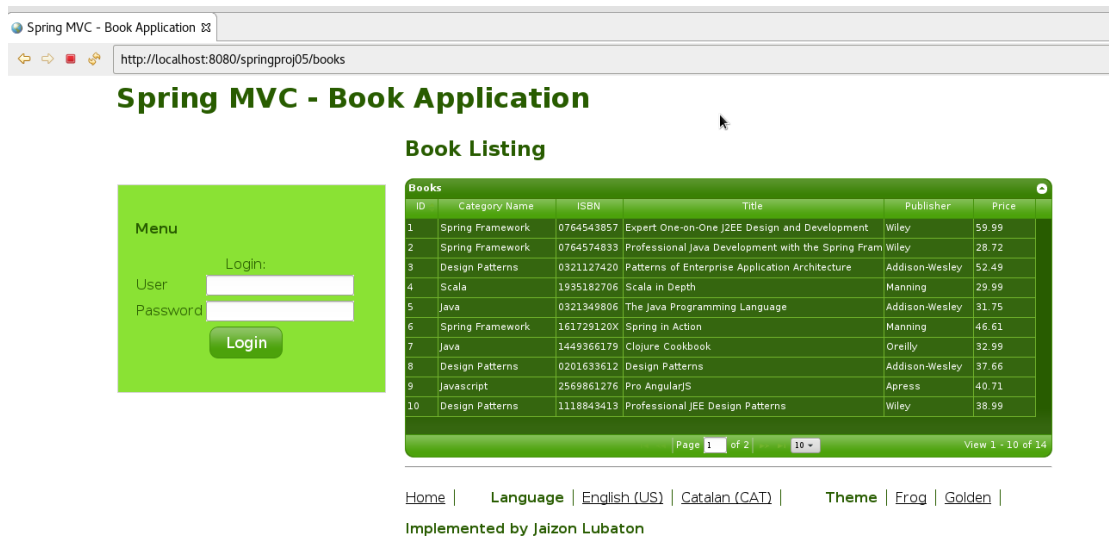 Spring MVC - Book Application
http://localhost:8080/springproj05/books
Spring MVC - Book Application
Book Listing
Menu
Login:
User
Password
Login
Books
ID Category Name ISBN Title Publisher Price
1 Spring Framework 0764543857 Expert One-on-One J2EE Design and Development Wiley 59.99
2 Spring Framework 0764574833 Professional Java Development with the Spring Fram Wiley 28.72
3 Design Patterns 0321127420 Patterns of Enterprise Application Architecture Addison-Wesley 52.49
4 Scala 1935182706 Scala in Depth Manning 29.99
5 Java 0321349806 The Java Programming Language Addison-Wesley 31.75
6 Spring Framework 161729120X Spring in Action Manning 46.61
7 Java 1449366179 Clojure Cookbook Oreilly 32.99
8 Design Patterns 0201633612 Design Patterns Addison-Wesley 37.66
9 Javascript 2569861276 Pro AngularJS Apress 40.71
10 Design Patterns 1118843413 Professional JEE Design Patterns Wiley 38.99
Page 1 of 2 10 View 1 - 10 of 14
Home | Language | English (US) | Catalan (CAT) | Theme | Frog | Golden |
Implemented by Jaizon Lubaton